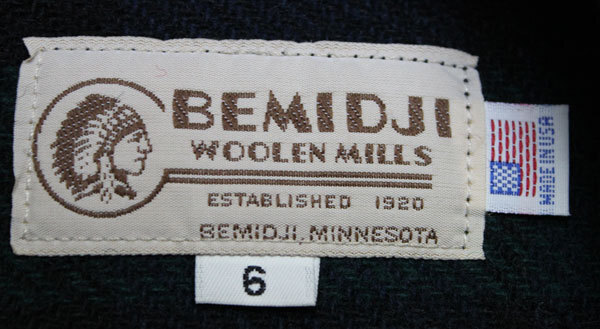 BEMIDJI
WOOLEN MILLS
ESTABLISHED 1920
BEMIDJI, MINNESOTA
MADE IN USA
6